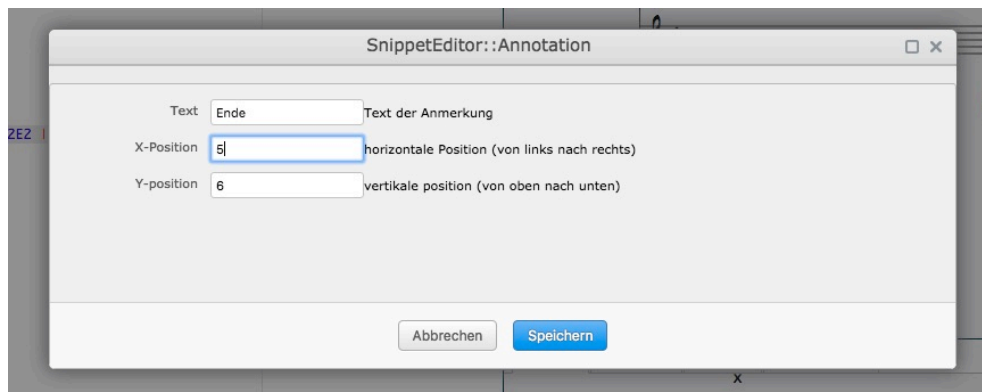 SnippetEditor::Annotation
Text Ende Text der Anmerkung
2E2 |
X-Position 5 horizontale Position (von links nach rechts)
Y-position 6 vertikale position (von oben nach unten)
Abbrechen Speichern
x